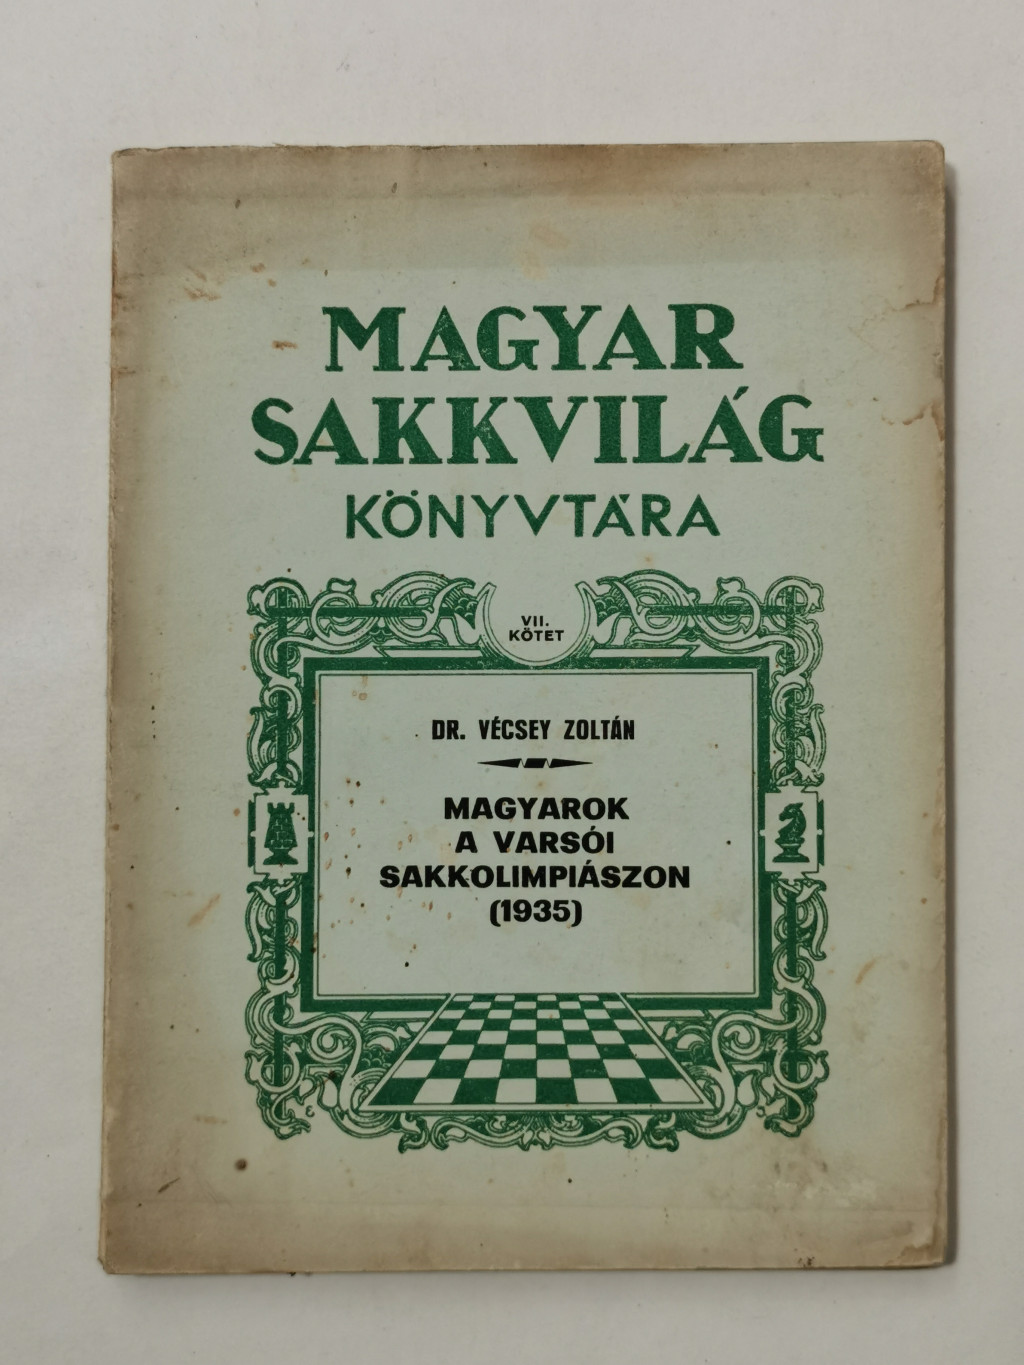 MAGYAR
SAKKVILÁG
KÖNYVTÁRA
VII.
KÖTET
DR. VÉCSEY ZOLTÁN
MAGYAROK
A VARSÓI
SAKKOLIMPIÁSZON
(1935)